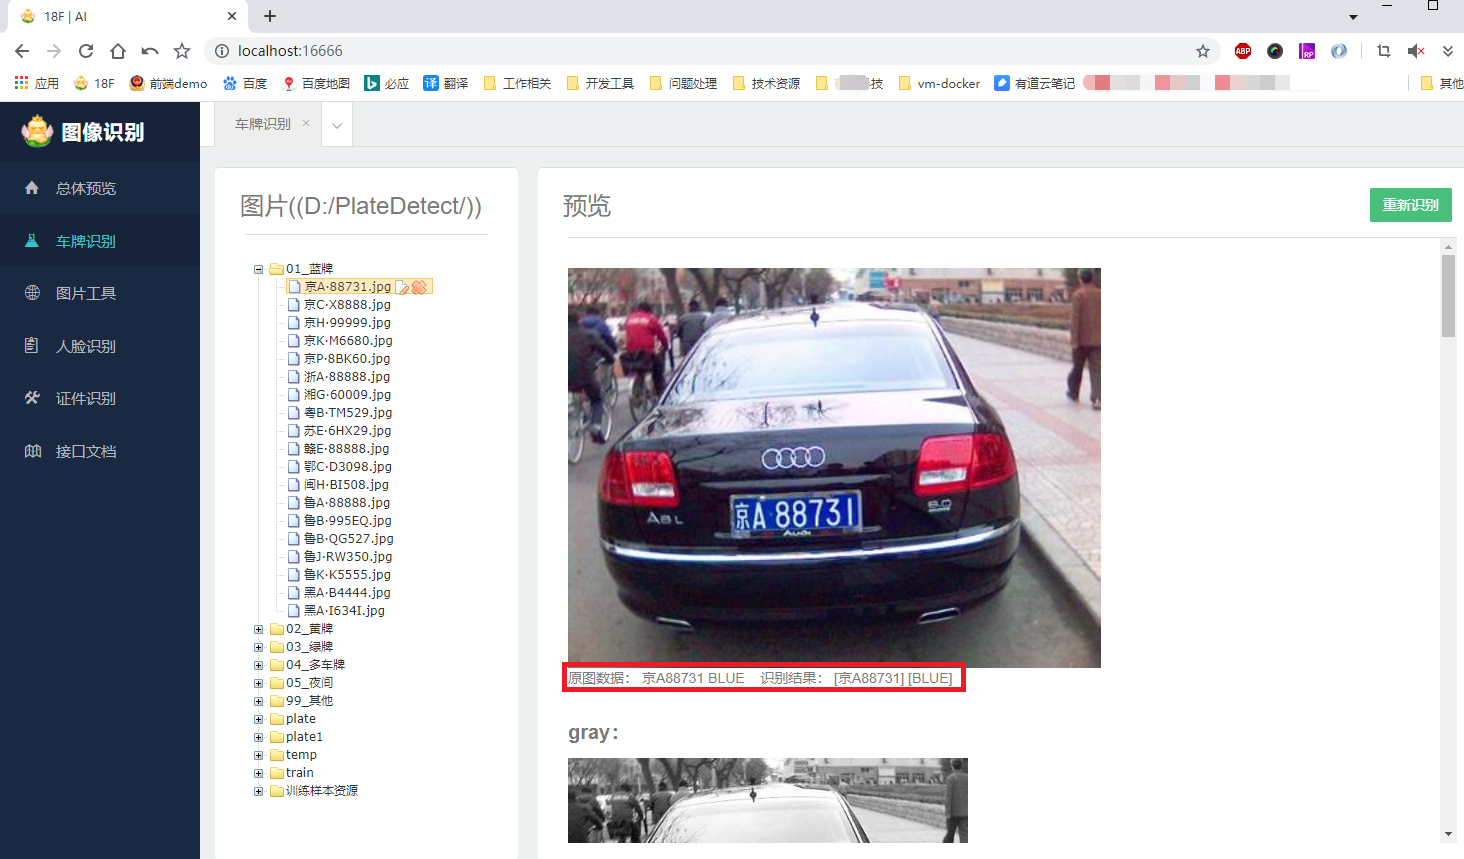 18F | AI
localhost:16666
ABP
RP
应用 18F 前端demo 百度 百度地图 必应 译 翻译 工作相关 开发工具 问题处理 技术资源 技 vm-docker 有道云笔记 其他
图像识别
车牌识别
总体预览
车牌识别
图片工具
人脸识别
证件识别
接口文档
图片((D:/PlateDetect/))
01_蓝牌
京A·88731.jpg
京C·X8888.jpg
京H·99999.jpg
京K·M6680.jpg
京P·8BK60.jpg
浙A·88888.jpg
湘G·60009.jpg
粤B·TM529.jpg
苏E·6HX29.jpg
赣E·88888.jpg
鄂C·D3098.jpg
闽H·BI508.jpg
鲁A·88888.jpg
鲁B·995EQ.jpg
鲁B·QG527.jpg
鲁J·RW350.jpg
鲁K·K5555.jpg
黑A·B4444.jpg
黑A·I634I.jpg
02_黄牌
03_绿牌
04_多车牌
05_夜间
99_其他
plate
plate1
temp
train
训练样本资源
预览
重新识别
A8L
6.0
京A 88731
Audi
原图数据： 京A88731 BLUE 识别结果： [京A88731] [BLUE]
gray：